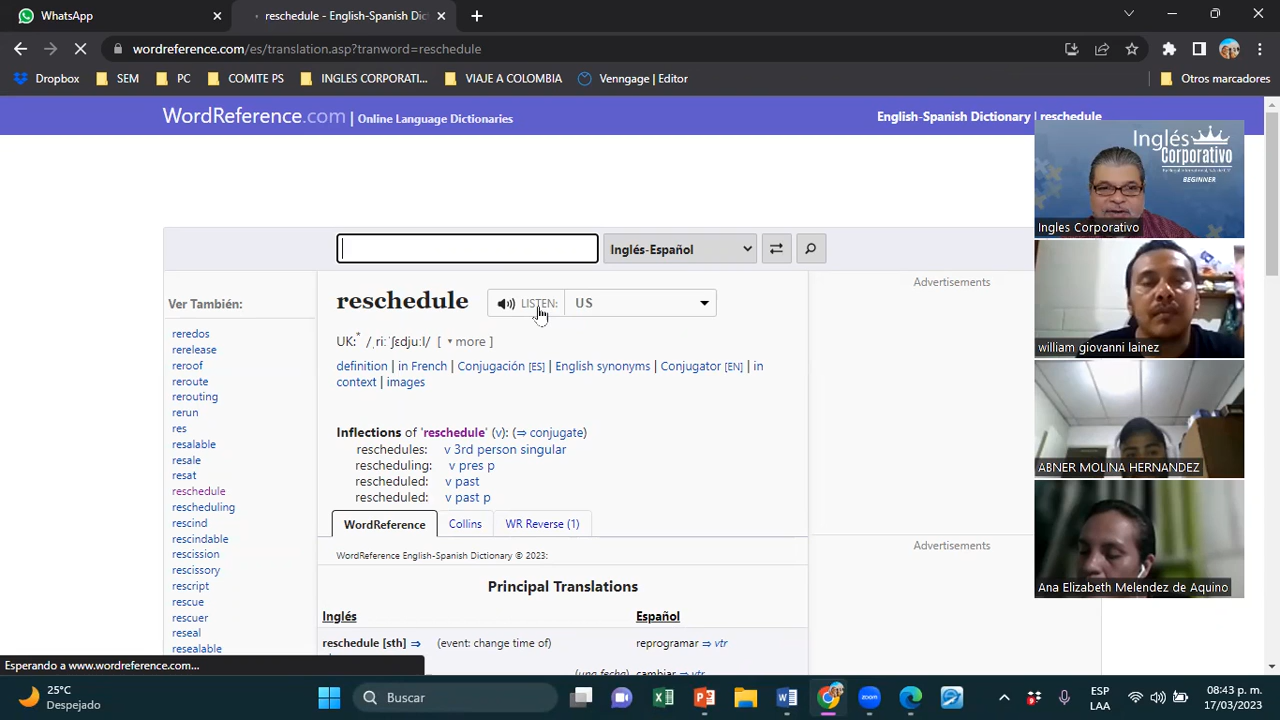 WhatsApp
reschedule - English-Spanish Dic
wordreference.com/es/translation.asp?tranword=reschedule
Dropbox
SEM
PC
COMITE PS
INGLES CORPORATI...
VIAJE A COLOMBIA
Venngage | Editor
Otros marcadores
WordReference.com | Online Language Dictionaries
English-Spanish Dictionary | reschedule
Inglés-Español
Ver También:
reredos
rerelease
reroof
reroute
rerouting
rerun
res
resalable
resale
resat
reschedule
rescheduling
rescind
rescindable
rescission
rescissory
rescript
rescue
rescuer
reseal
resealable
reschedule
LISTEN:
US
UK:* /ˌriːˈʃɛdjuːl/ [ ▾ more ]
definition | in French | Conjugación [ES] | English synonyms | Conjugator [EN] | in
context | images
Inflections of 'reschedule' (v): (⇒ conjugate)
reschedules: v 3rd person singular
rescheduling: v pres p
rescheduled: v past
rescheduled: v past p
WordReference
Collins
WR Reverse (1)
WordReference English-Spanish Dictionary © 2023:
Principal Translations
Inglés
Español
reschedule [sth] ⇒
(event: change time of)
reprogramar ⇒ vtr
(una fecha)
cambiar ⇒ vtr
Advertisements
Advertisements
Inglés
Corporativo
BEGINNER
Ingles Corporativo
william giovanni lainez
ABNER MOLINA HERNANDEZ
Ana Elizabeth Melendez de Aquino
Esperando a www.wordreference.com...
25°C
Despejado
Buscar
ESP
LAA
08:43 p. m.
17/03/2023